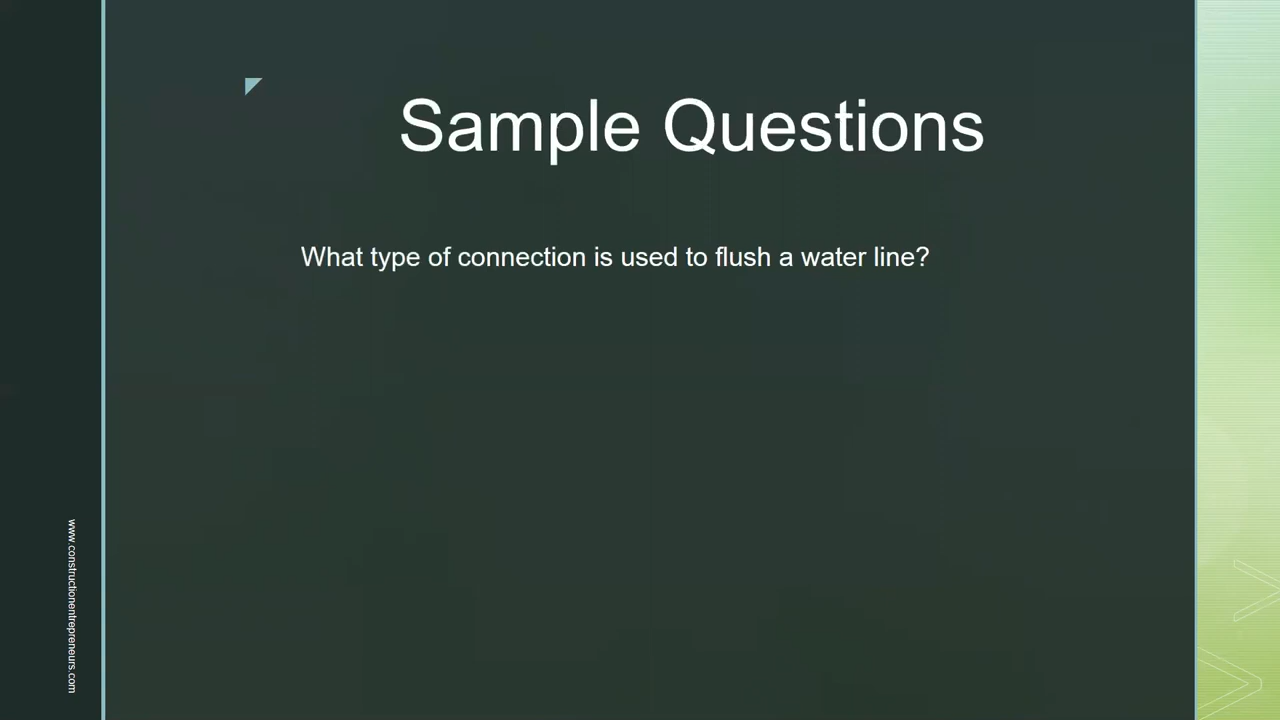 Sample Questions
What type of connection is used to flush a water line?
www.constructionentrepreneurs.com